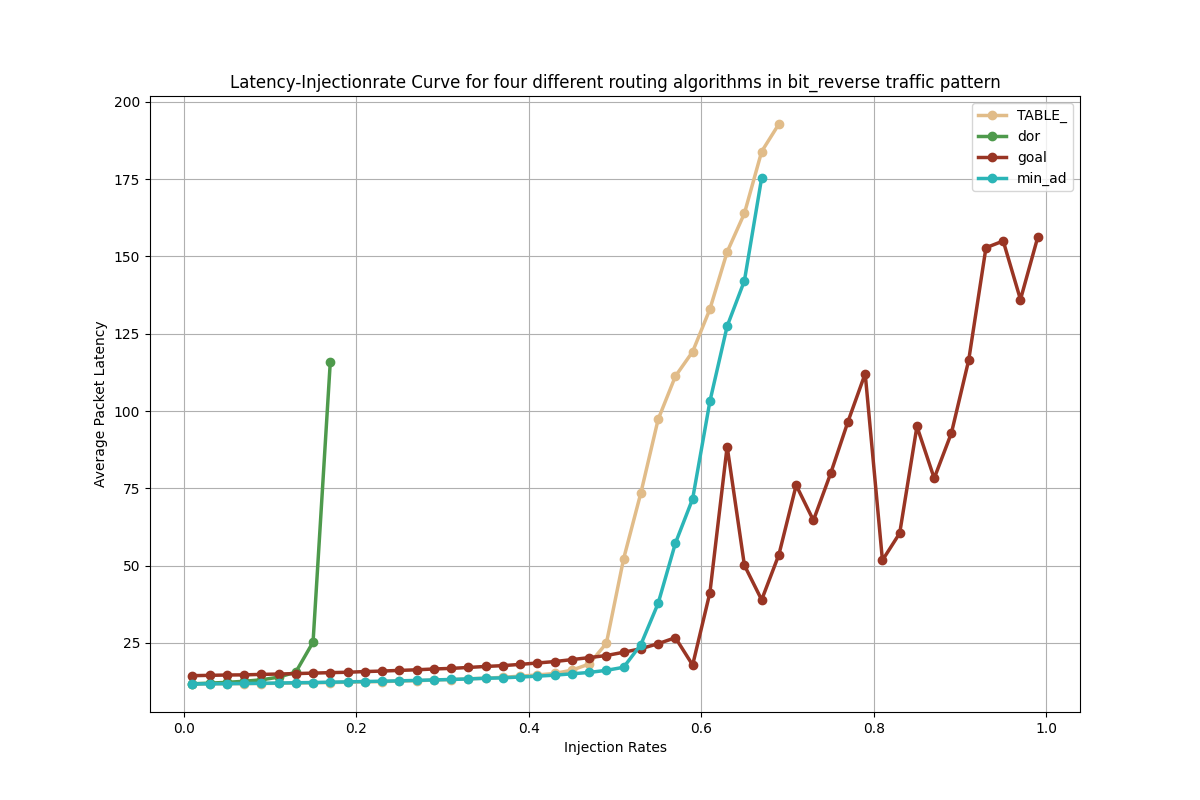 Latency-Injectionrate Curve for four different routing algorithms in bit_reverse traffic pattern
200
175
150
125
100
75
50
25
Average Packet Latency
TABLE_
dor
goal
min_ad
0.0 0.2 0.4 0.6 0.8 1.0
Injection Rates